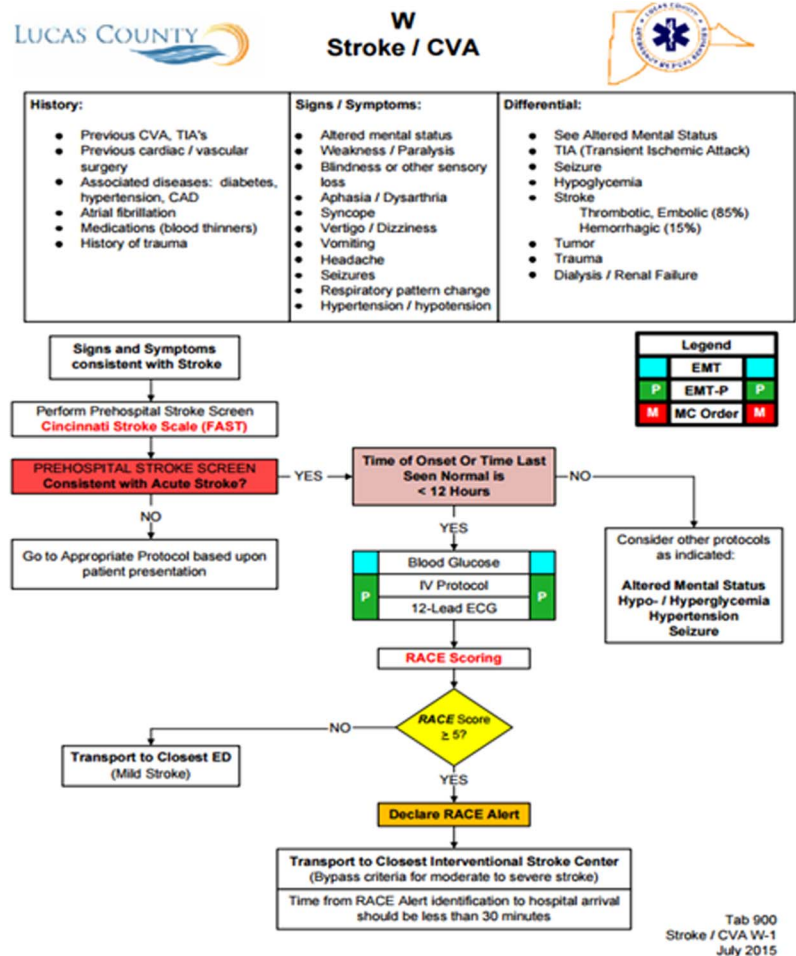 LUCAS COUNTY
W
Stroke / CVA
History:
● Previous CVA, TIA's
● Previous cardiac / vascular
surgery
● Associated diseases: diabetes,
hypertension, CAD
● Atrial fibrillation
● Medications (blood thinners)
● History of trauma
Signs / Symptoms:
● Altered mental status
● Weakness / Paralysis
● Blindness or other sensory
loss
● Aphasia / Dysarthria
● Syncope
● Vertigo / Dizziness
● Vomiting
● Headache
● Seizures
● Respiratory pattern change
● Hypertension / hypotension
Differential:
● See Altered Mental Status
● TIA (Transient Ischemic Attack)
● Seizure
● Hypoglycemia
● Stroke
Thrombotic, Embolic (85%)
Hemorrhagic (15%)
● Tumor
● Trauma
● Dialysis / Renal Failure
Legend
EMT
P EMT-P P
M MC Order M
Signs and Symptoms
consistent with Stroke
Perform Prehospital Stroke Screen
Cincinnati Stroke Scale (FAST)
PREHOSPITAL STROKE SCREEN
Consistent with Acute Stroke?
YES
NO
Go to Appropriate Protocol based upon
patient presentation
Time of Onset Or Time Last
Seen Normal is
< 12 Hours
NO
Consider other protocols
as indicated:
Altered Mental Status
Hypo- / Hyperglycemia
Hypertension
Seizure
YES
Blood Glucose
P IV Protocol P
12-Lead ECG
RACE Scoring
RACE Score
≥ 5?
NO
Transport to Closest ED
(Mild Stroke)
YES
Declare RACE Alert
Transport to Closest Interventional Stroke Center
(Bypass criteria for moderate to severe stroke)
Time from RACE Alert identification to hospital arrival
should be less than 30 minutes
Tab 900
Stroke / CVA W-1
July 2015